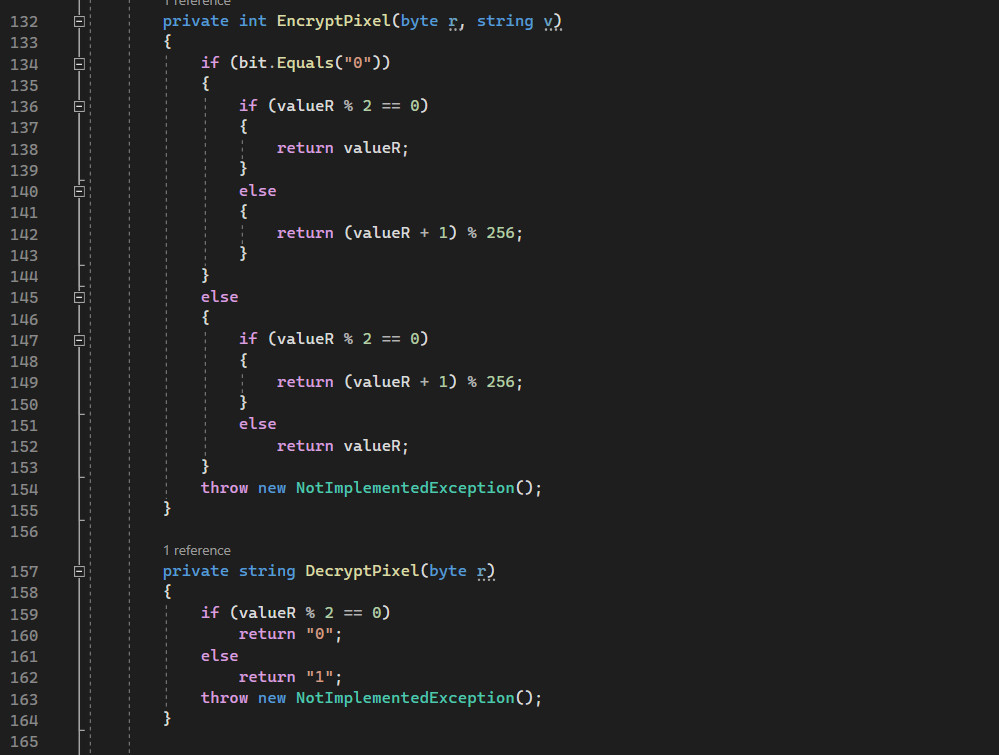 1 reference
132 private int EncryptPixel(byte r, string v)
133 {
134 if (bit.Equals("0"))
135 {
136 if (valueR % 2 == 0)
137 {
138 return valueR;
139 }
140 else
141 {
142 return (valueR + 1) % 256;
143 }
144 }
145 else
146 {
147 if (valueR % 2 == 0)
148 {
149 return (valueR + 1) % 256;
150 }
151 else
152 return valueR;
153 }
154 throw new NotImplementedException();
155 }
156
1 reference
157 private string DecryptPixel(byte r)
158 {
159 if (valueR % 2 == 0)
160 return "0";
161 else
162 return "1";
163 throw new NotImplementedException();
164 }
165